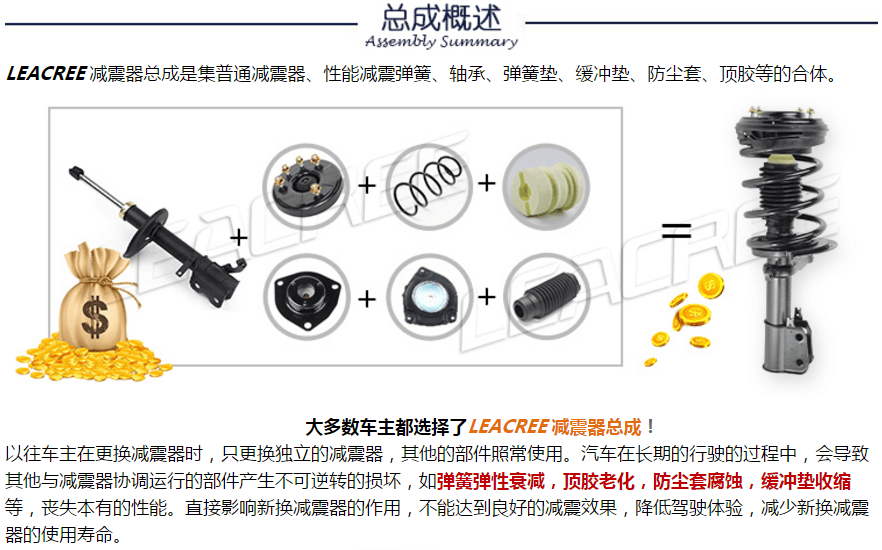 总成概述
Assembly Summary
LEACREE 减震器总成是集普通减震器、性能减震弹簧、轴承、弹簧垫、缓冲垫、防尘套、顶胶等的合体。
LEACREE
LEACREE
+
+
+
+
+
=
$
大多数车主都选择了LEACREE 减震器总成！
以往车主在更换减震器时，只更换独立的减震器，其他的部件照常使用。汽车在长期的行驶的过程中，会导致
其他与减震器协调运行的部件产生不可逆转的损坏，如弹簧弹性衰减，顶胶老化，防尘套腐蚀，缓冲垫收缩
等，丧失本有的性能。直接影响新换减震器的作用，不能达到良好的减震效果，降低驾驶体验，减少新换减震
器的使用寿命。